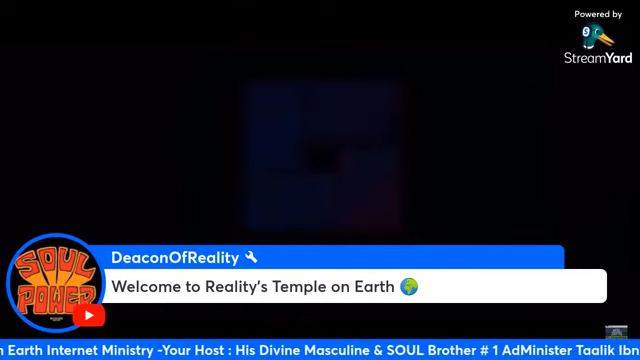 Powered by
StreamYard
DeaconOfReality
SOUL
POWER
Welcome to Reality's Temple on Earth
n Earth Internet Ministry -Your Host : His Divine Masculine & SOUL Brother # 1 AdMinister Taalik Ibn